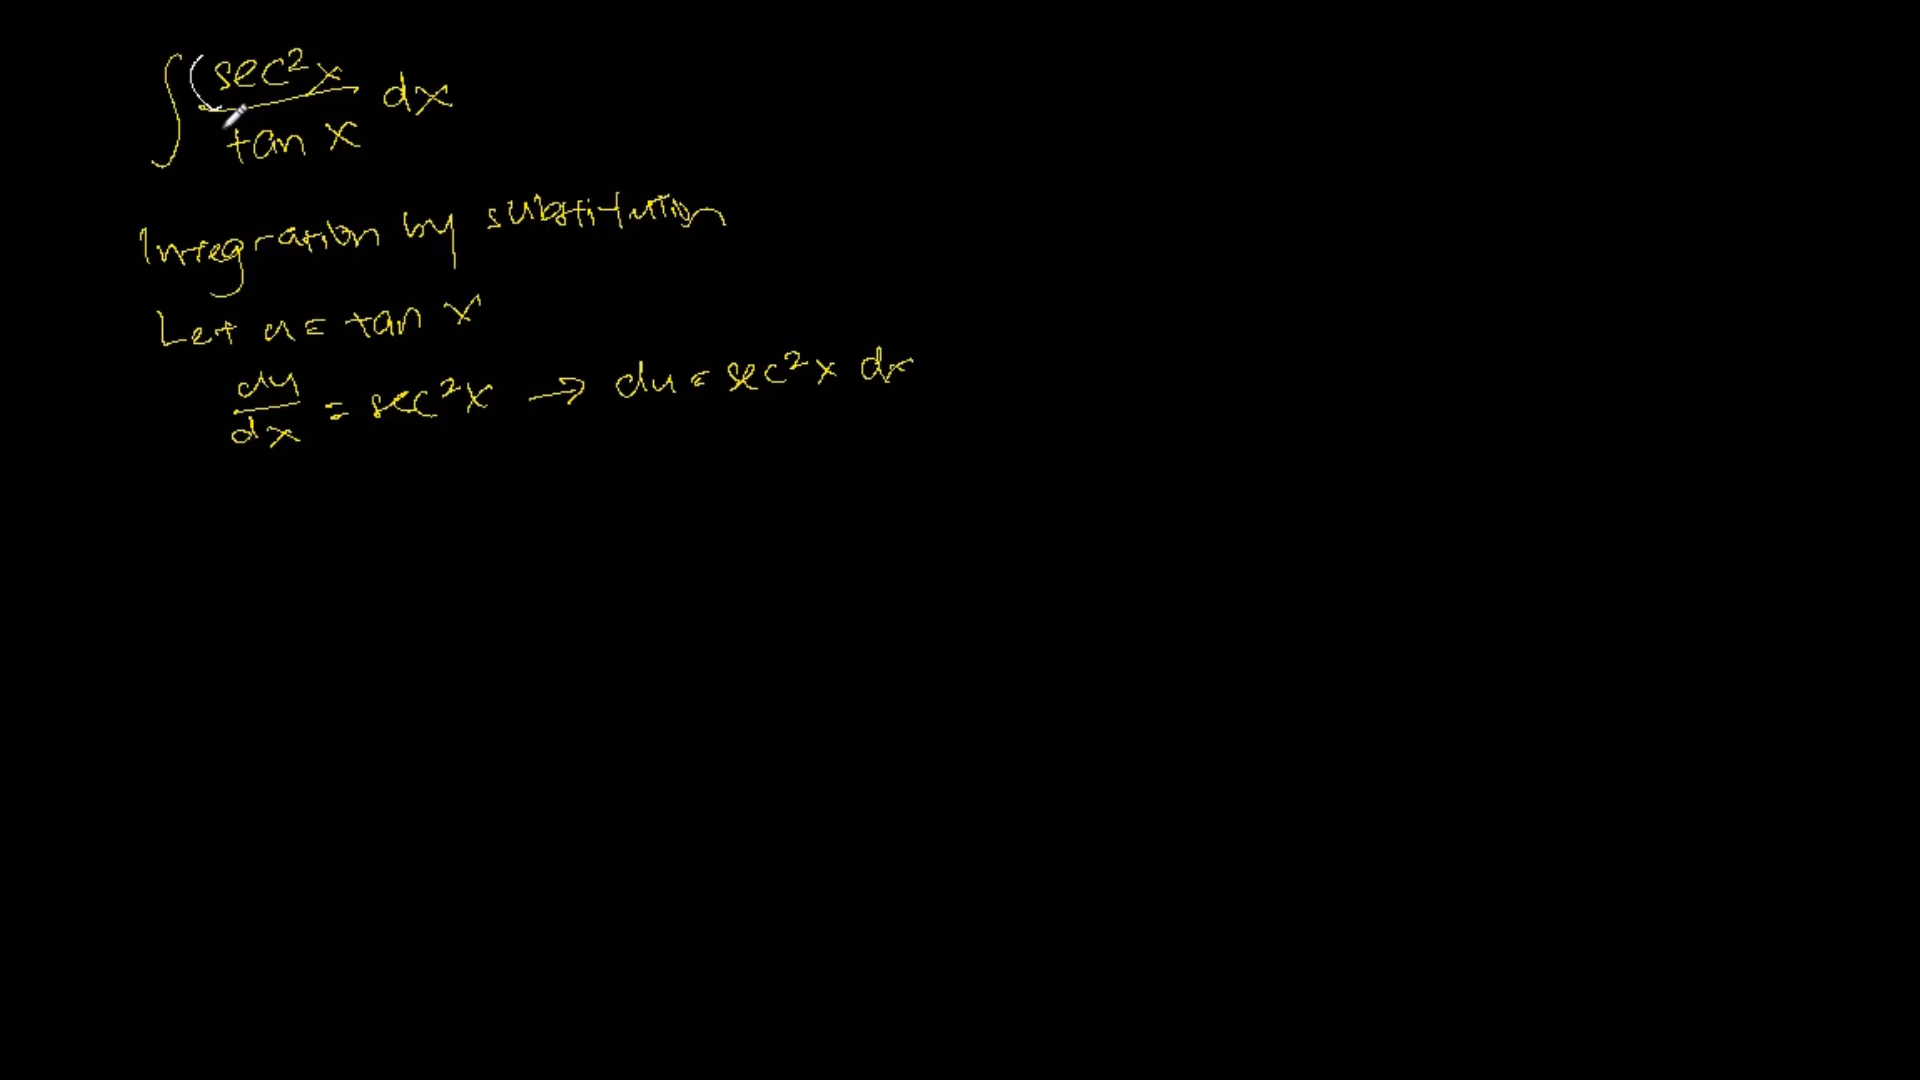 ∫ sec²x / tan x dx
Integration by substitution
Let u = tan x
du/dx = sec²x → du = sec²x dx